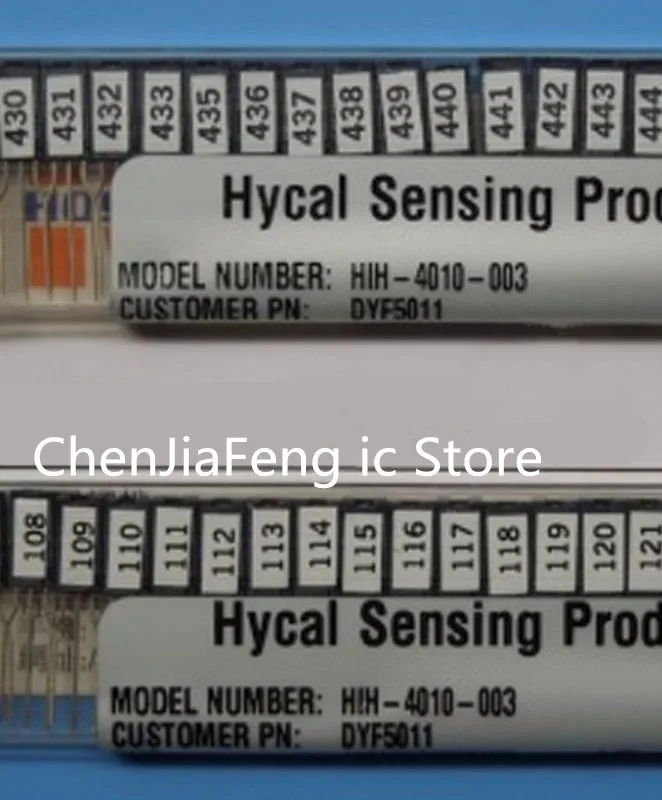 430 431 432 433 435 436 437 438 439 440 441 442 443 444
Hycal Sensing Prod
MODEL NUMBER: HIH-4010-003
CUSTOMER PN: DYF5011
ChenJiaFeng ic Store
108 109 110 111 112 113 114 115 116 117 118 119 120 121
Hycal Sensing Prod
MODEL NUMBER: HIH-4010-003
CUSTOMER PN: DYF5011